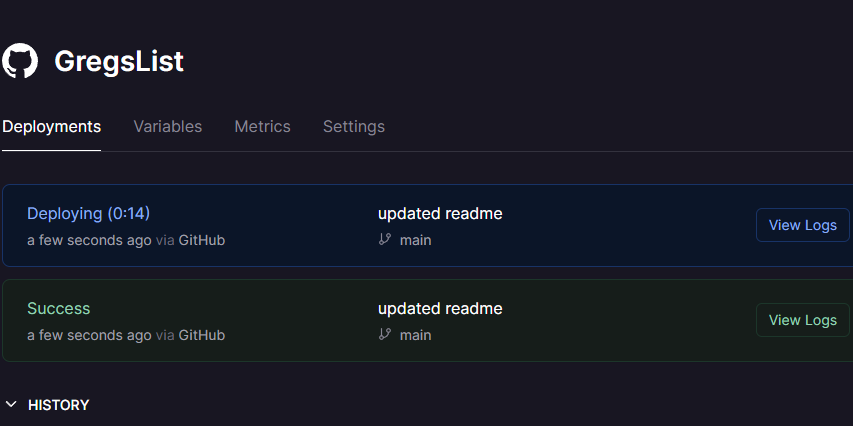 GregsList
Deployments Variables Metrics Settings
Deploying (0:14)
a few seconds ago via GitHub
updated readme
main
View Logs
Success
a few seconds ago via GitHub
updated readme
main
View Logs
HISTORY